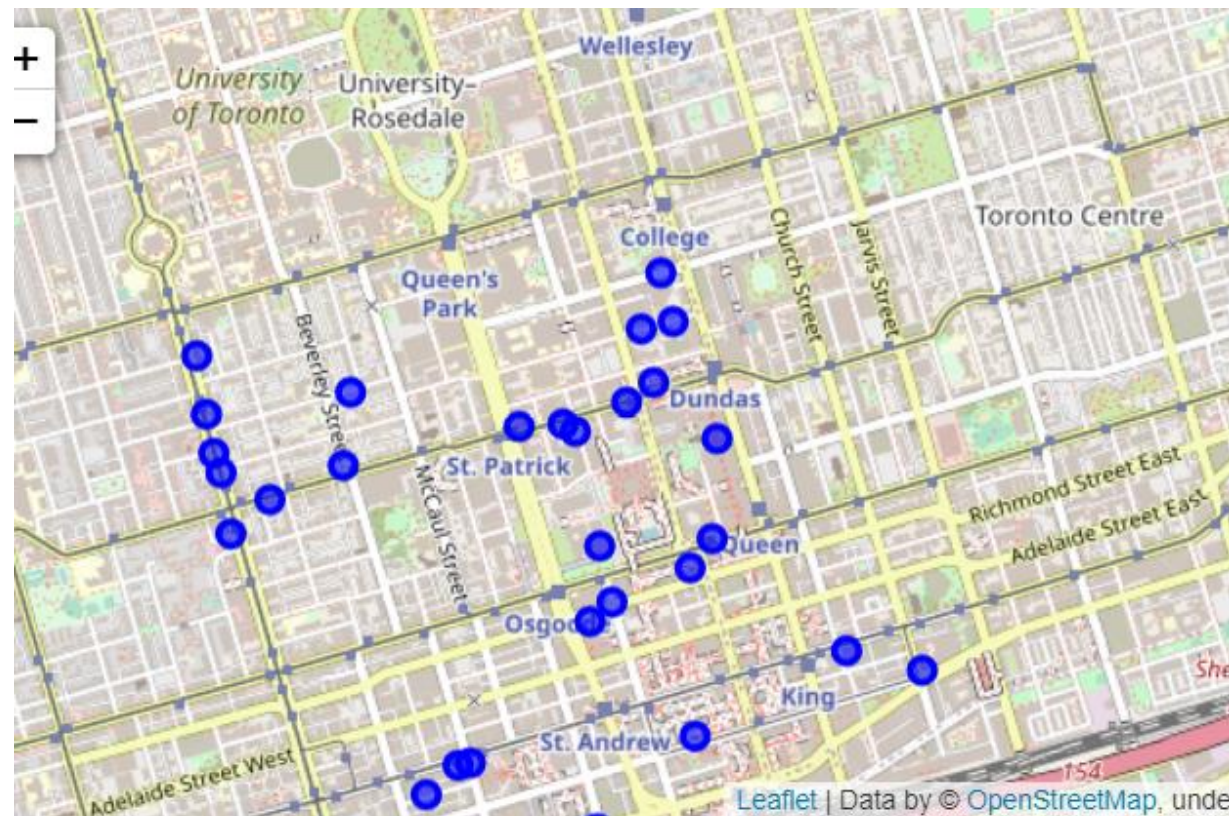 +
−
Wellesley
University
of Toronto
University–
Rosedale
Toronto Centre
College
Church Street
Jarvis Street
Queen's
Park
Beverley Stree
Dundas
St. Patrick
McCaul Street
Richmond Street East
Adelaide Street East
Queen
Osgoode
She
King
St. Andrew
Adelaide Street West
154
Leaflet | Data by © OpenStreetMap, unde